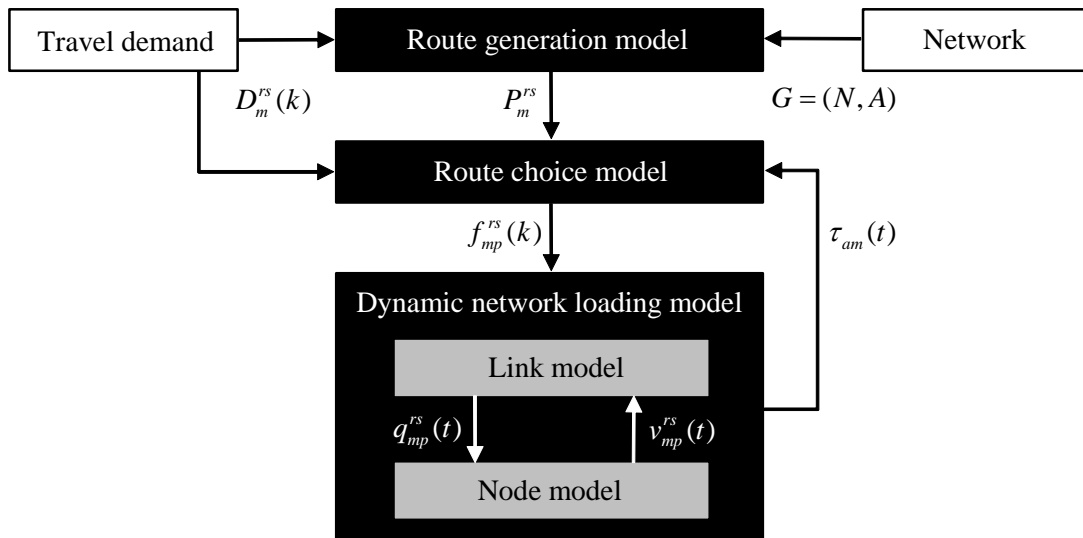 Travel demand
Route generation model
Network
D_m^{rs}(k)
P_m^{rs}
G = (N, A)
Route choice model
f_{mp}^{rs}(k)
τ_{am}(t)
Dynamic network loading model
Link model
q_{mp}^{rs}(t)
v_{mp}^{rs}(t)
Node model